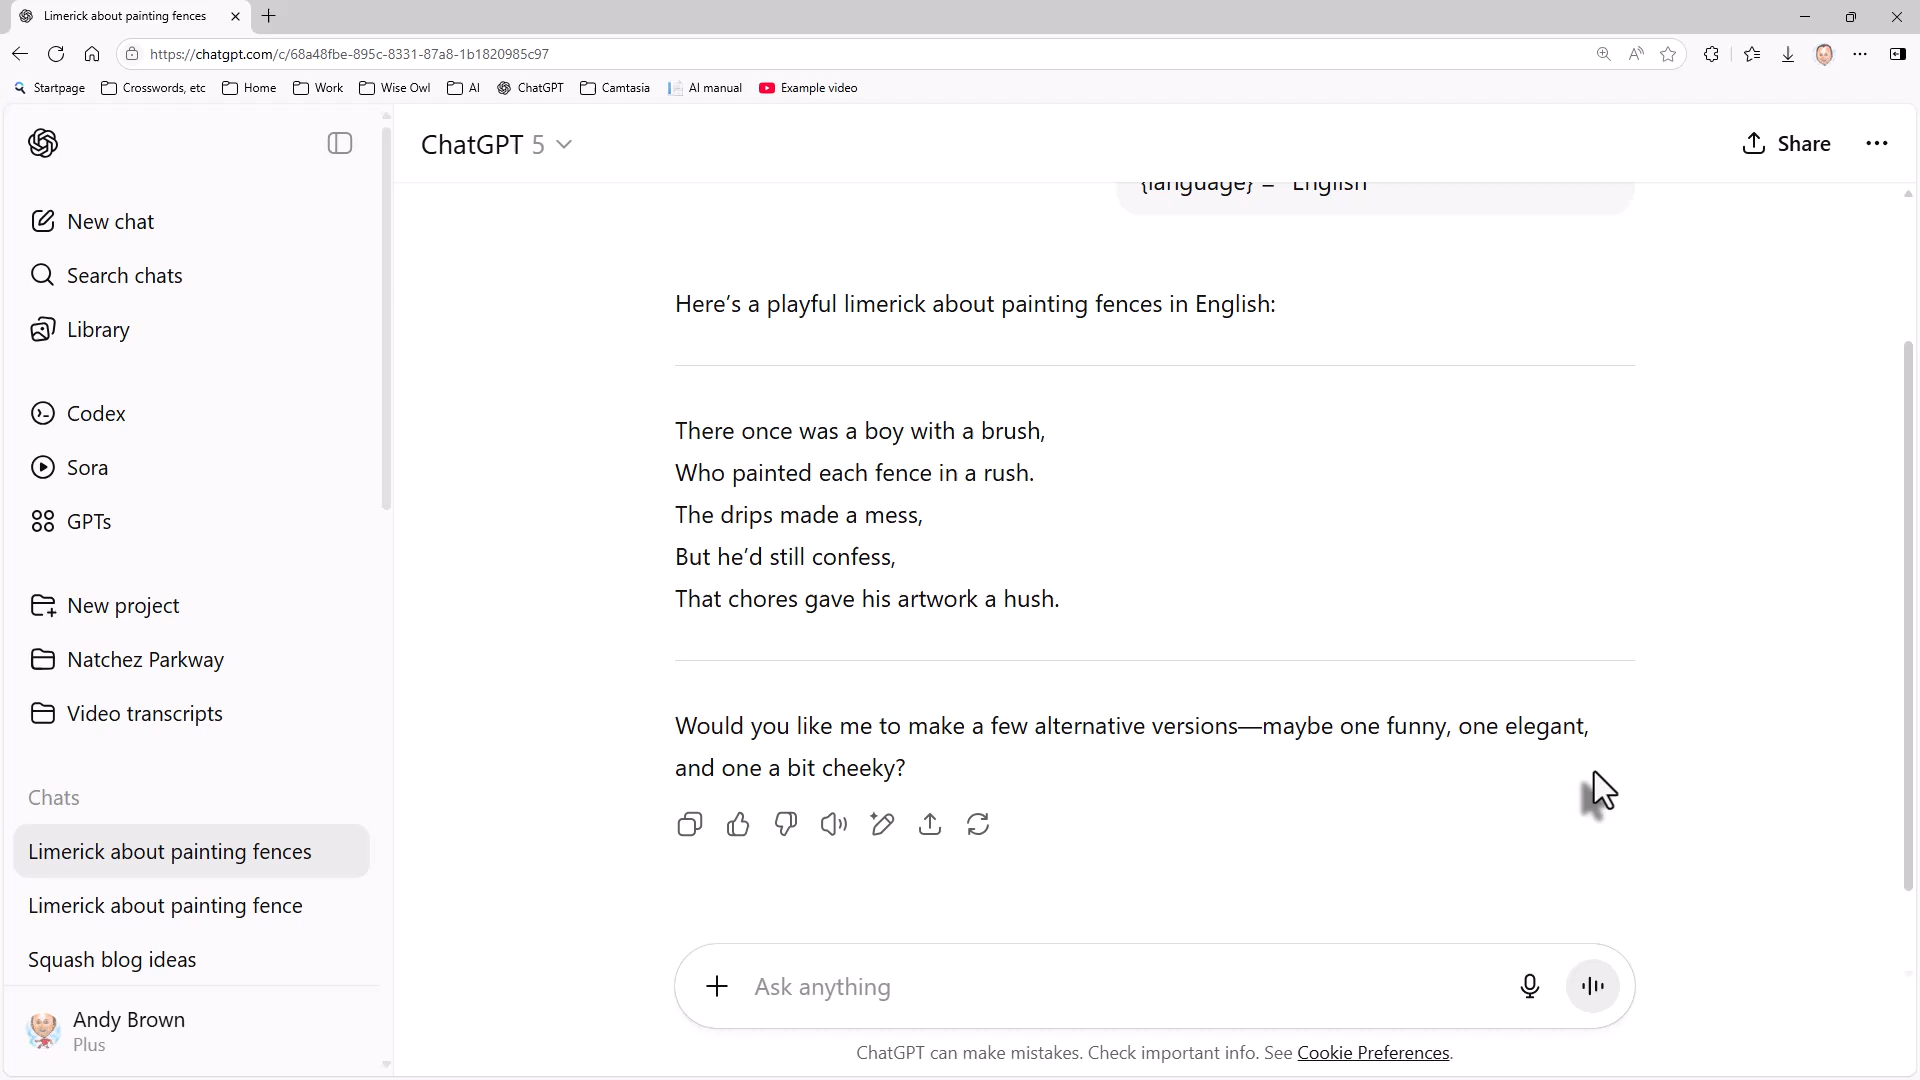 Limerick about painting fences
https://chatgpt.com/c/68a48fbe-895c-8331-87a8-1b1820985c97
Startpage
Crosswords, etc
Home
Work
Wise Owl
AI
ChatGPT
Camtasia
AI manual
Example video
ChatGPT 5
Share
New chat
Search chats
Library
Codex
Sora
GPTs
New project
Natchez Parkway
Video transcripts
Chats
Limerick about painting fences
Limerick about painting fence
Squash blog ideas
Andy Brown
Plus
{language} = "English
Here’s a playful limerick about painting fences in English:
There once was a boy with a brush,
Who painted each fence in a rush.
The drips made a mess,
But he’d still confess,
That chores gave his artwork a hush.
Would you like me to make a few alternative versions—maybe one funny, one elegant,
and one a bit cheeky?
Ask anything
ChatGPT can make mistakes. Check important info. See Cookie Preferences.